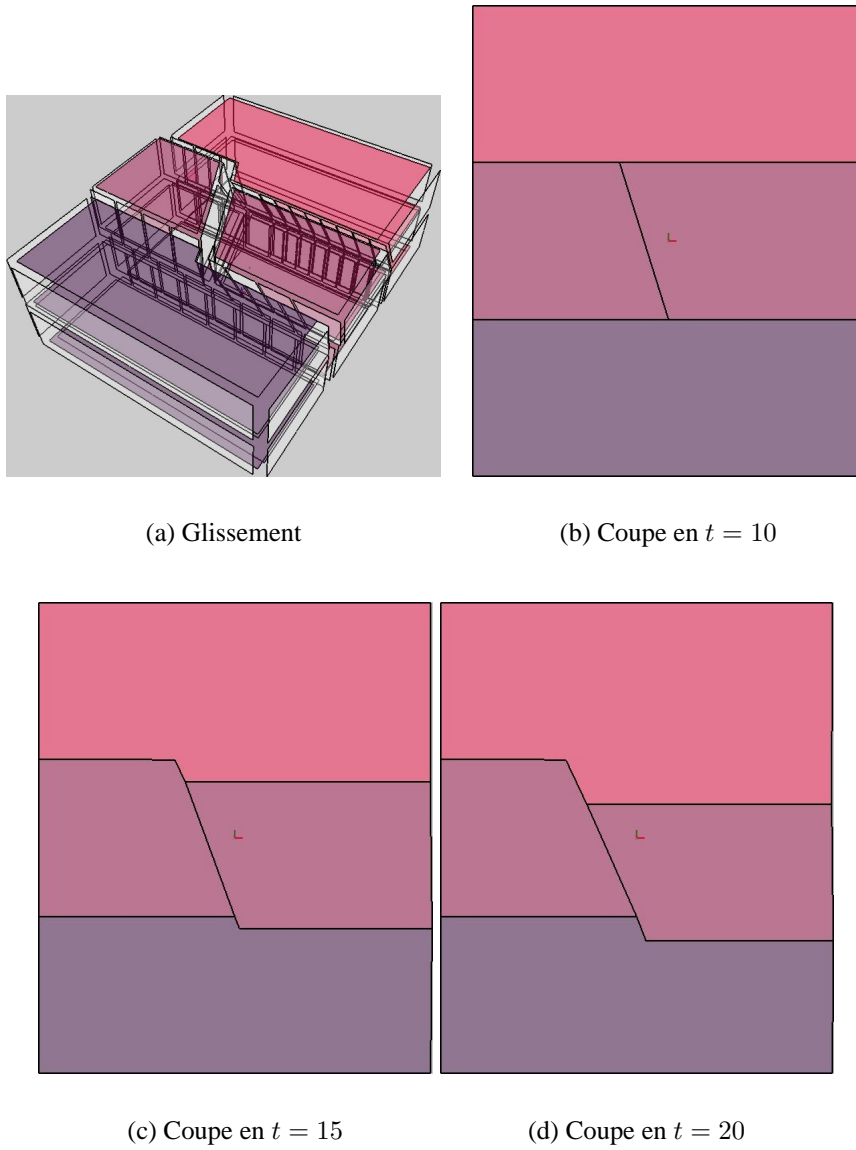 (a) Glissement
(b) Coupe en t = 10
(c) Coupe en t = 15
(d) Coupe en t = 20